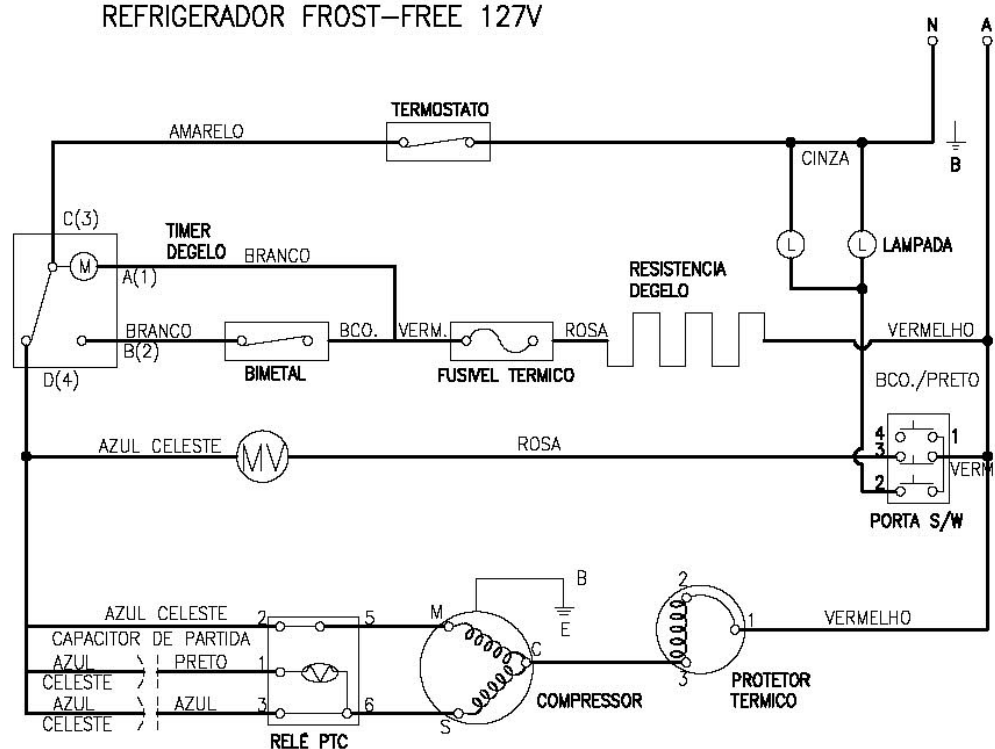 REFRIGERADOR FROST-FREE 127V
N
A
TERMOSTATO
AMARELO
CINZA
B
C(3)
TIMER
DEGELO
BRANCO
L
L
LAMPADA
M
A(1)
RESISTENCIA
DEGELO
BRANCO
BCO.
VERM.
ROSA
VERMELHO
B(2)
BIMETAL
FUSIVEL TERMICO
D(4)
BCO./PRETO
AZUL CELESTE
MV
ROSA
4
1
3
VERM
2
PORTA S/W
B
E
2
AZUL CELESTE
2
5
M
1
VERMELHO
CAPACITOR DE PARTIDA
AZUL
CELESTE
PRETO
1
C
3
PROTETOR
TERMICO
COMPRESSOR
AZUL
CELESTE
AZUL
3
6
S
RELÉ PTC